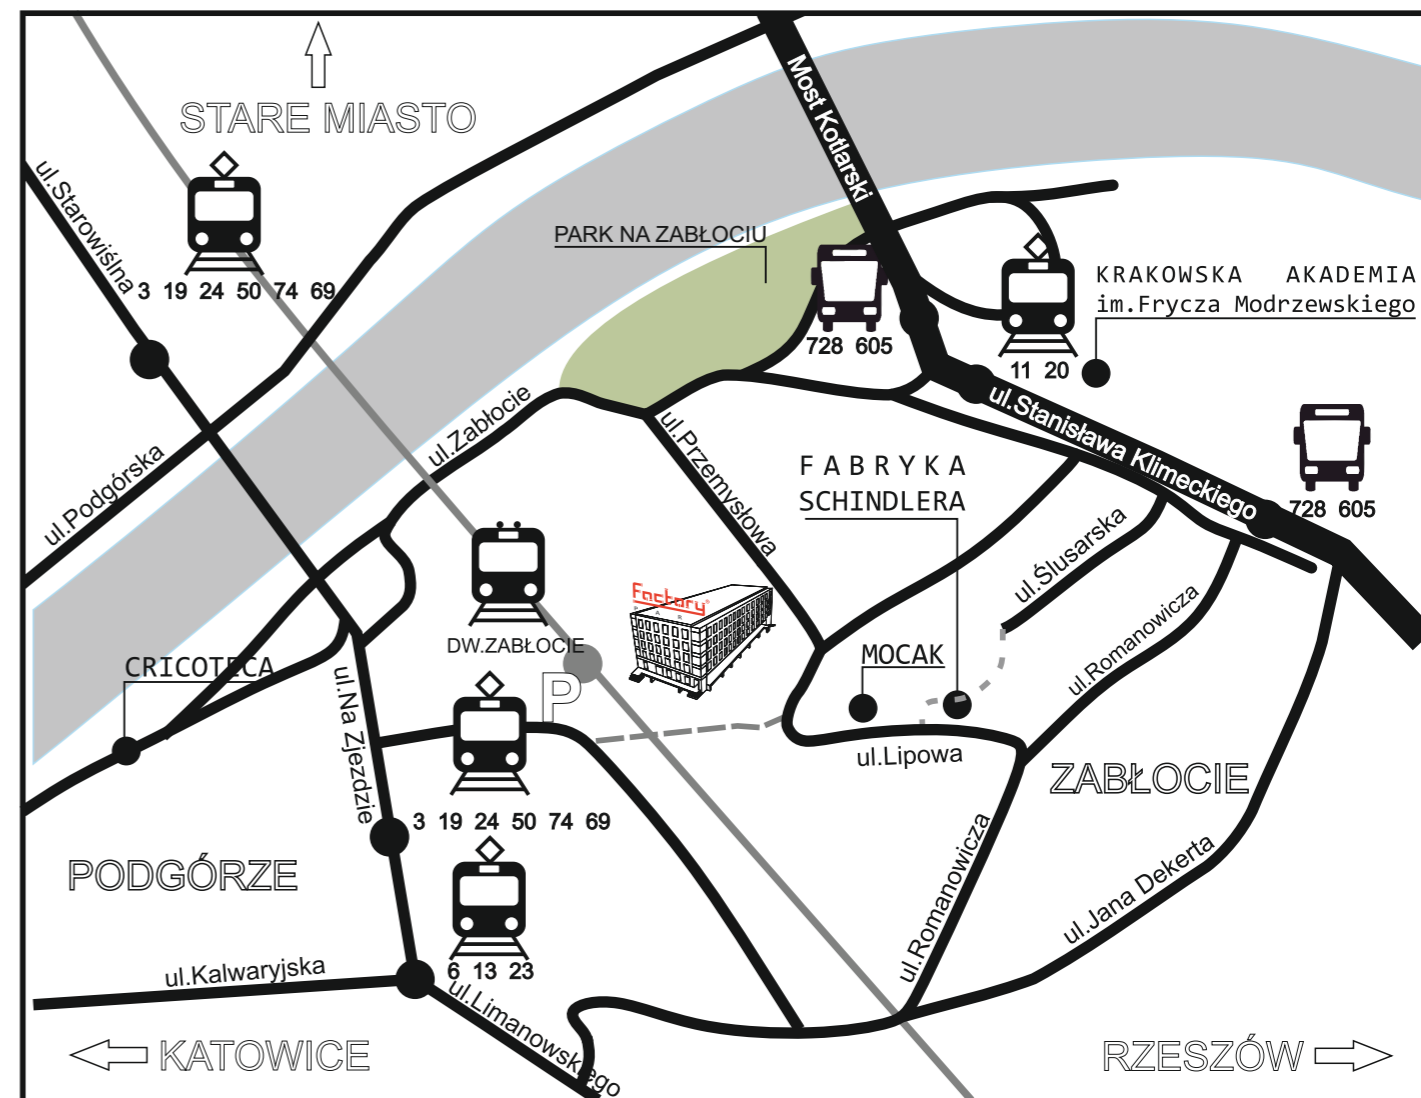 STARE MIASTO
Most Kotlarski
ul.Starowiślna
3 19 24 50 74 69
PARK NA ZABŁOCIU
728 605
KRAKOWSKA AKADEMIA
im.Frycza Modrzewskiego
11 20
ul.Stanisława Klimeckiego
728 605
ul.Podgórska
ul.Zabłocie
ul.Przemysłowa
FABRYKA
SCHINDLERA
ul.Ślusarska
ul.Romanowicza
DW.ZABŁOCIE
Factory
P
CRICOTECA
MOCAK
ul.Na Zjezdzie
ul.Lipowa
ZABŁOCIE
3 19 24 50 74 69
PODGÓRZE
ul.Romanowicza
ul.Jana Dekerta
6 13 23
ul.Kalwaryjska
ul.Limanowskiego
KATOWICE
RZESZÓW